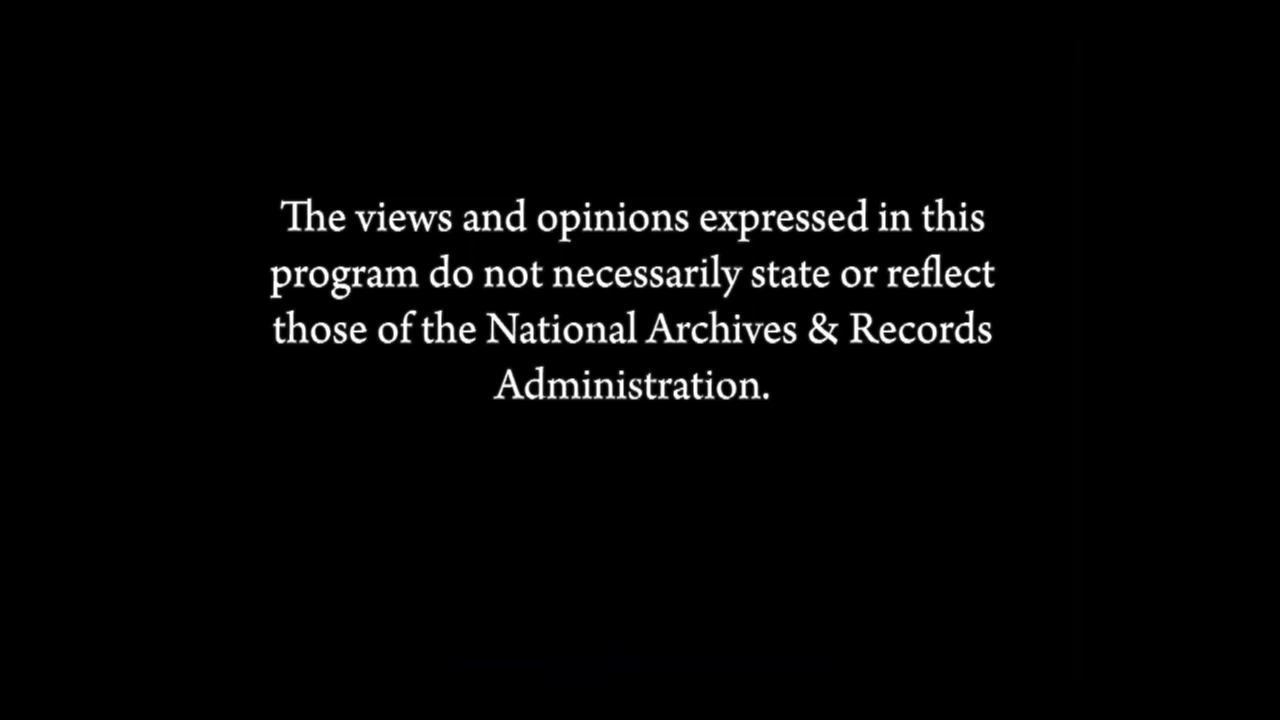 The views and opinions expressed in this
program do not necessarily state or reflect
those of the National Archives & Records
Administration.